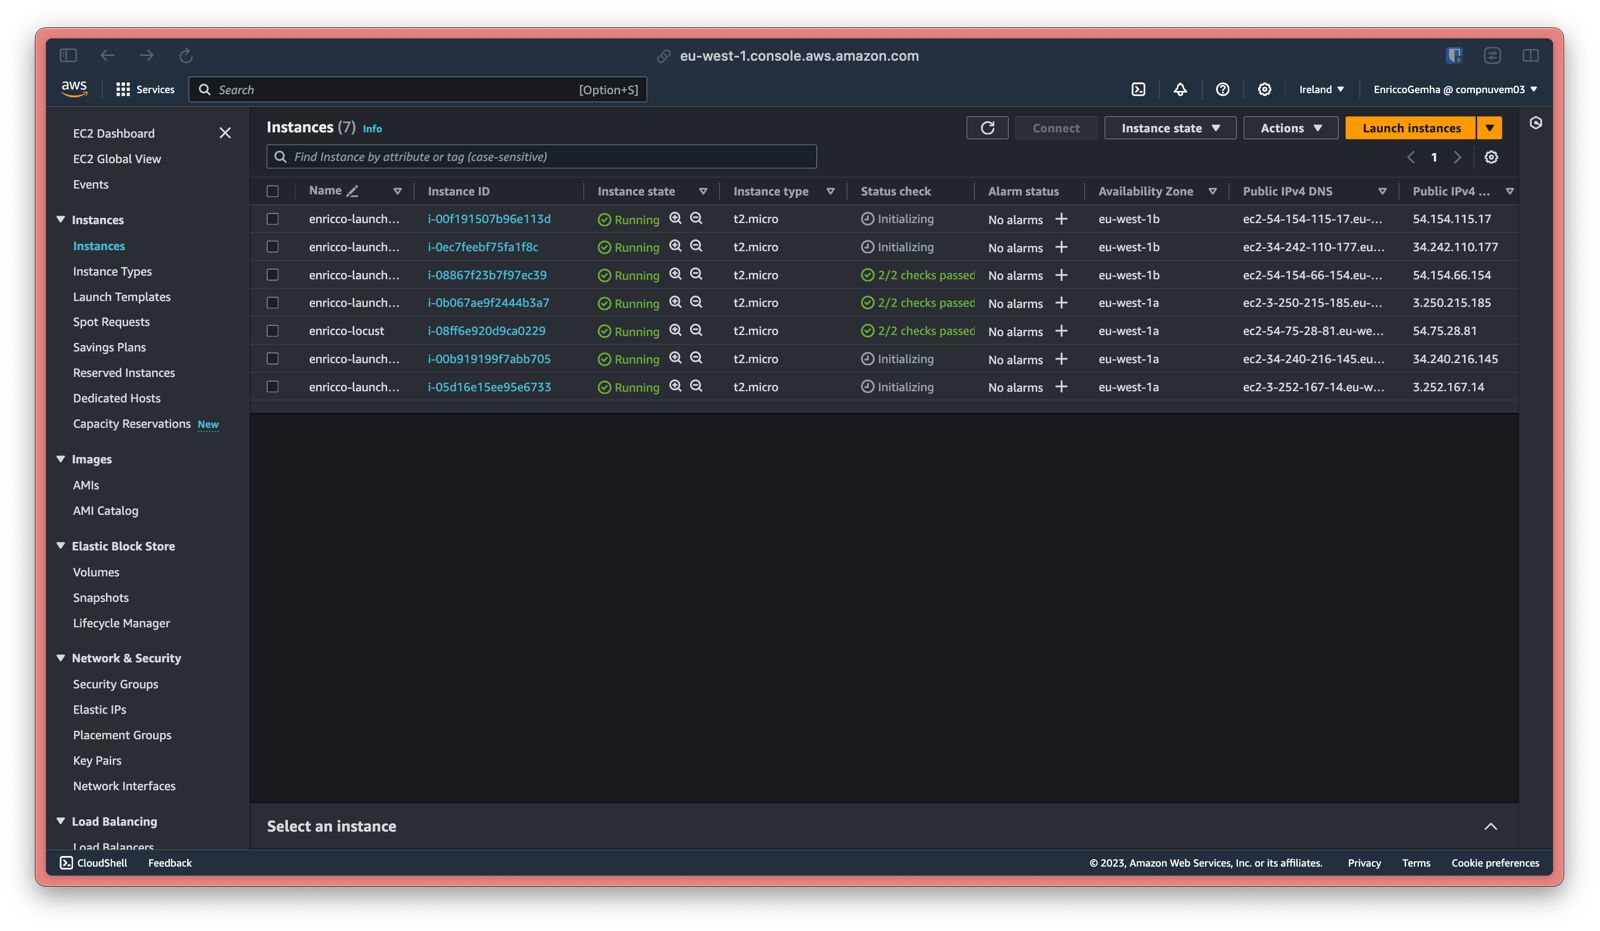 eu-west-1.console.aws.amazon.com
aws Services Search [Option+S] Ireland EnriccoGemha @ compnuvem03
EC2 Dashboard
EC2 Global View
Events
Instances
Instances
Instance Types
Launch Templates
Spot Requests
Savings Plans
Reserved Instances
Dedicated Hosts
Capacity Reservations New
Images
AMIs
AMI Catalog
Elastic Block Store
Volumes
Snapshots
Lifecycle Manager
Network & Security
Security Groups
Elastic IPs
Placement Groups
Key Pairs
Network Interfaces
Load Balancing
Load Balancers
Instances (7) Info Connect Instance state Actions Launch instances
Find Instance by attribute or tag (case-sensitive) 1
Name Instance ID Instance state Instance type Status check Alarm status Availability Zone Public IPv4 DNS Public IPv4 ...
enricco-launch... i-00f191507b96e113d Running t2.micro Initializing No alarms eu-west-1b ec2-54-154-115-17.eu-... 54.154.115.17
enricco-launch... i-0ec7feebf75fa1f8c Running t2.micro Initializing No alarms eu-west-1b ec2-34-242-110-177.eu... 34.242.110.177
enricco-launch... i-08867f23b7f97ec39 Running t2.micro 2/2 checks passed No alarms eu-west-1b ec2-54-154-66-154.eu-... 54.154.66.154
enricco-launch... i-0b067ae9f2444b3a7 Running t2.micro 2/2 checks passed No alarms eu-west-1a ec2-3-250-215-185.eu-... 3.250.215.185
enricco-locust i-08ff6e920d9ca0229 Running t2.micro 2/2 checks passed No alarms eu-west-1a ec2-54-75-28-81.eu-we... 54.75.28.81
enricco-launch... i-00b919199f7abb705 Running t2.micro Initializing No alarms eu-west-1a ec2-34-240-216-145.eu... 34.240.216.145
enricco-launch... i-05d16e15ee95e6733 Running t2.micro Initializing No alarms eu-west-1a ec2-3-252-167-14.eu-w... 3.252.167.14
Select an instance
CloudShell Feedback © 2023, Amazon Web Services, Inc. or its affiliates. Privacy Terms Cookie preferences